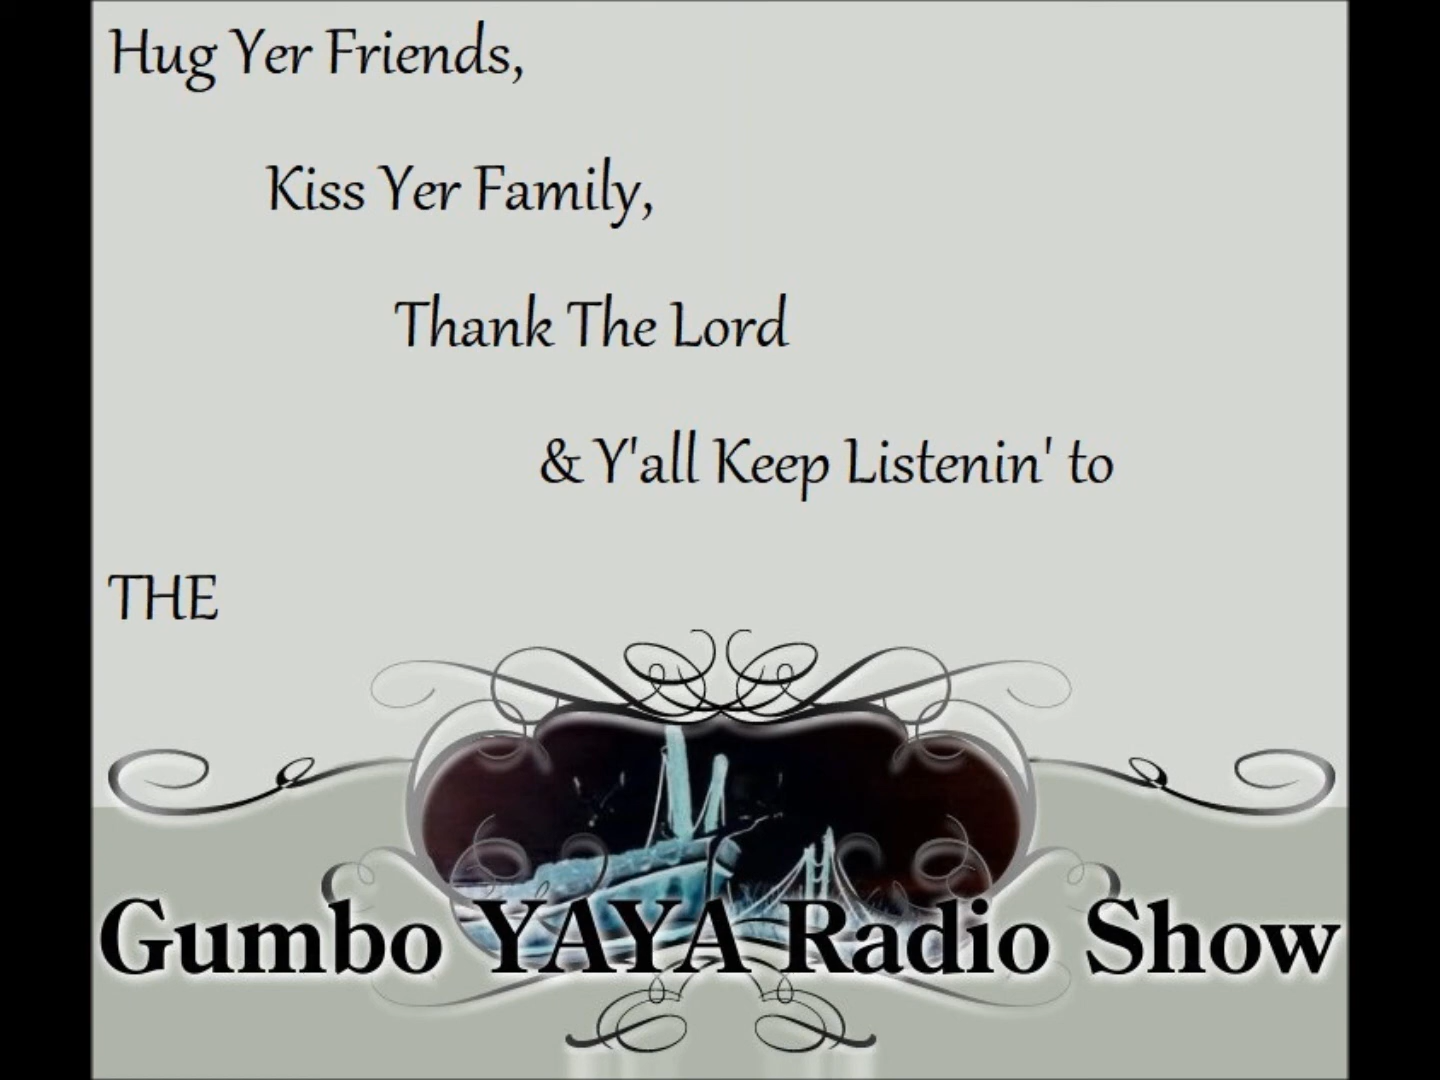 Hug Yer Friends,
Kiss Yer Family,
Thank The Lord
& Y'all Keep Listenin' to
THE
Gumbo YAYA Radio Show